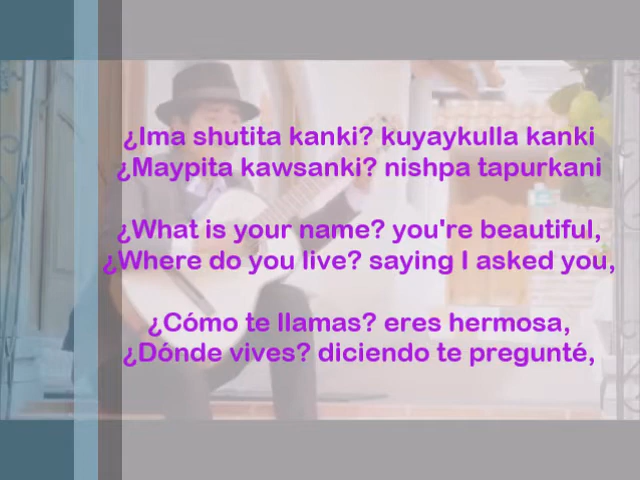 ¿Ima shutita kanki? kuyaykulla kanki
¿Maypita kawsanki? nishpa tapurkani
¿What is your name? you're beautiful,
¿Where do you live? saying I asked you,
¿Cómo te llamas? eres hermosa,
¿Dónde vives? diciendo te pregunté,